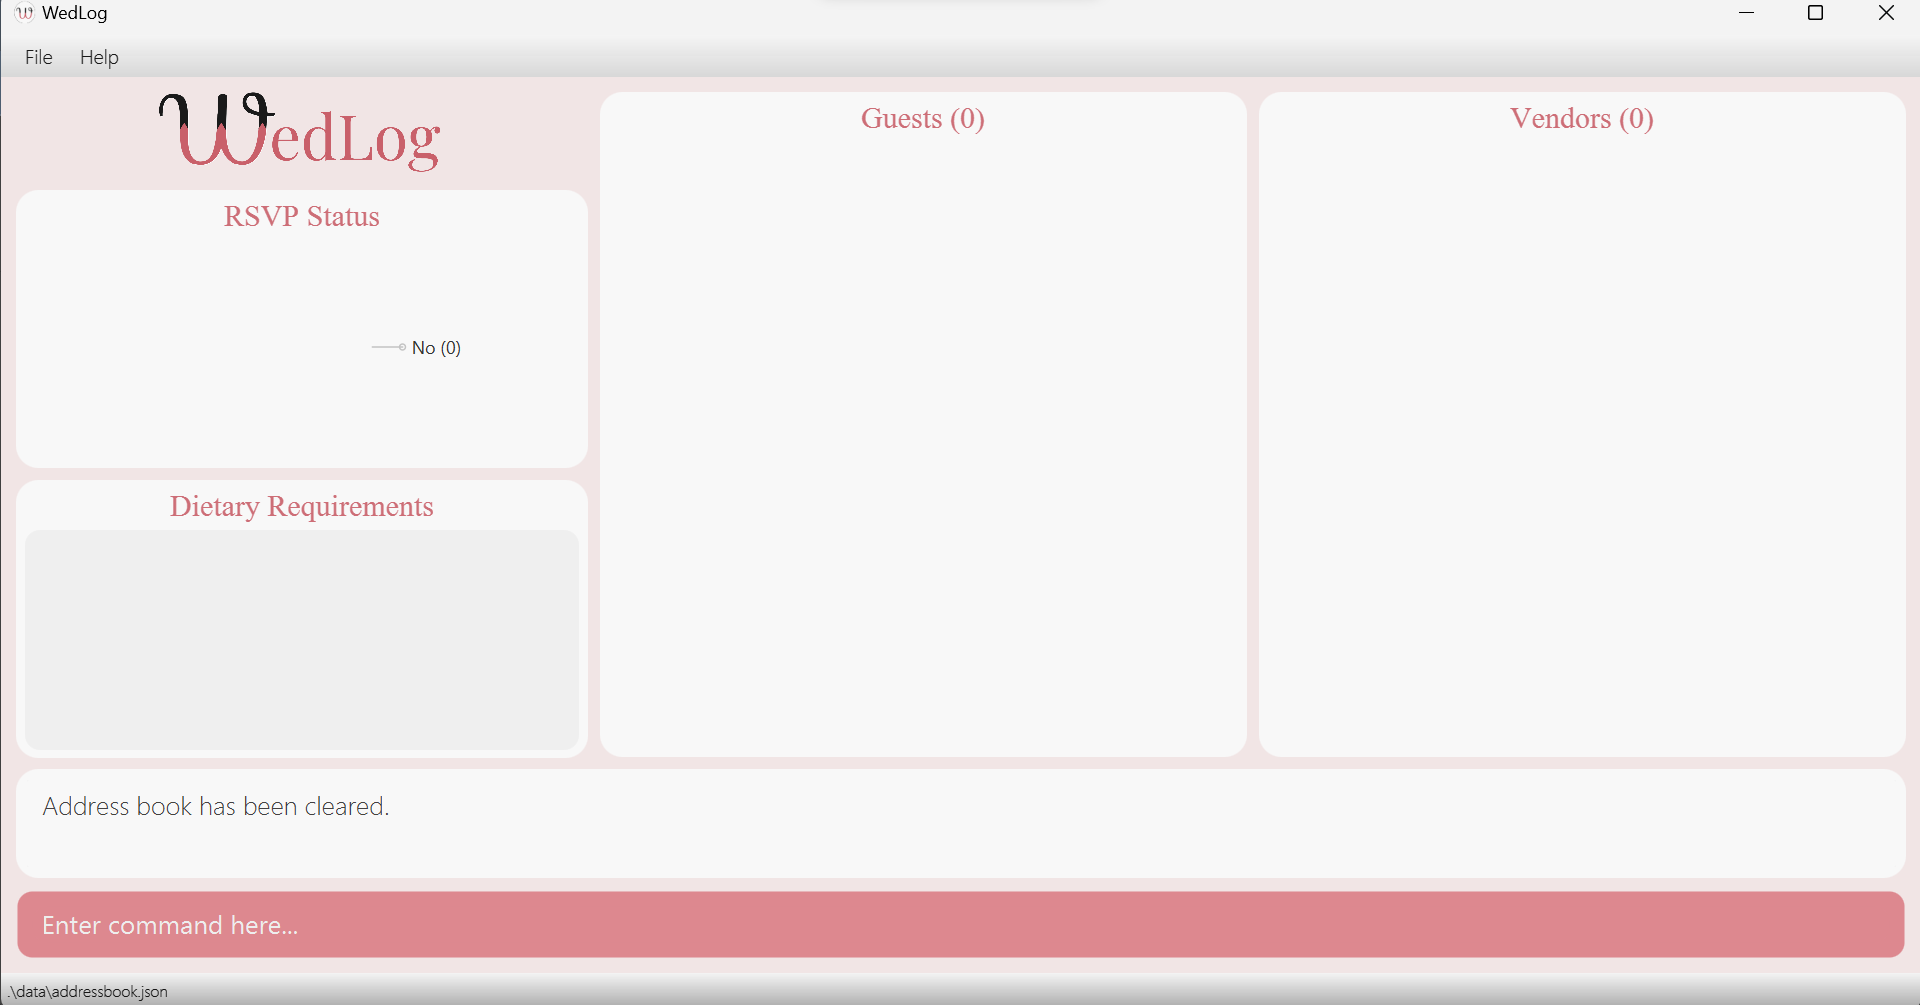 WedLog
File Help
WedLog
RSVP Status
No (0)
Dietary Requirements
Guests (0)
Vendors (0)
Address book has been cleared.
Enter command here...
.\data\addressbook.json